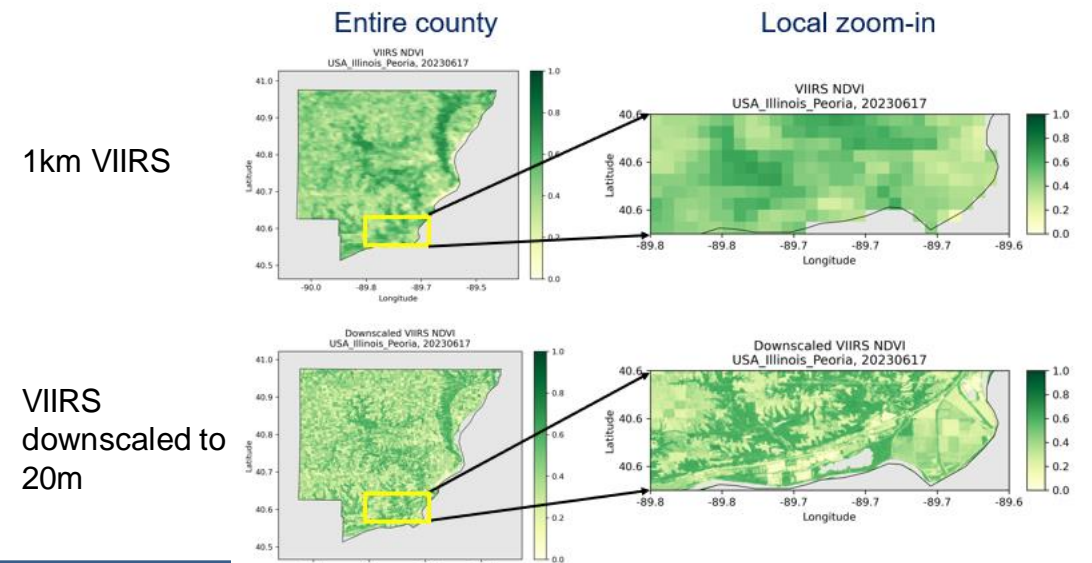 Entire county
Local zoom-in
1km VIIRS
VIIRS NDVI
USA_Illinois_Peoria, 20230617
41.0
40.9
40.8
40.7
40.6
40.5
Latitude
-90.0
-89.8
-89.7
-89.5
Longitude
1.0
0.8
0.6
0.4
0.2
0.0
VIIRS NDVI
USA_Illinois_Peoria, 20230617
40.6
40.6
40.6
Latitude
-89.8
-89.8
-89.7
-89.7
-89.7
-89.6
Longitude
1.0
0.8
0.6
0.4
0.2
0.0
VIIRS
downscaled to
20m
Downscaled VIIRS NDVI
USA_Illinois_Peoria, 20230617
41.0
40.9
40.8
40.7
40.6
40.5
Latitude
1.0
0.8
0.6
0.4
0.2
0.0
Downscaled VIIRS NDVI
USA_Illinois_Peoria, 20230617
40.6
40.6
40.6
Latitude
-89.8
-89.8
-89.7
-89.7
-89.7
-89.6
Longitude
1.0
0.8
0.6
0.4
0.2
0.0